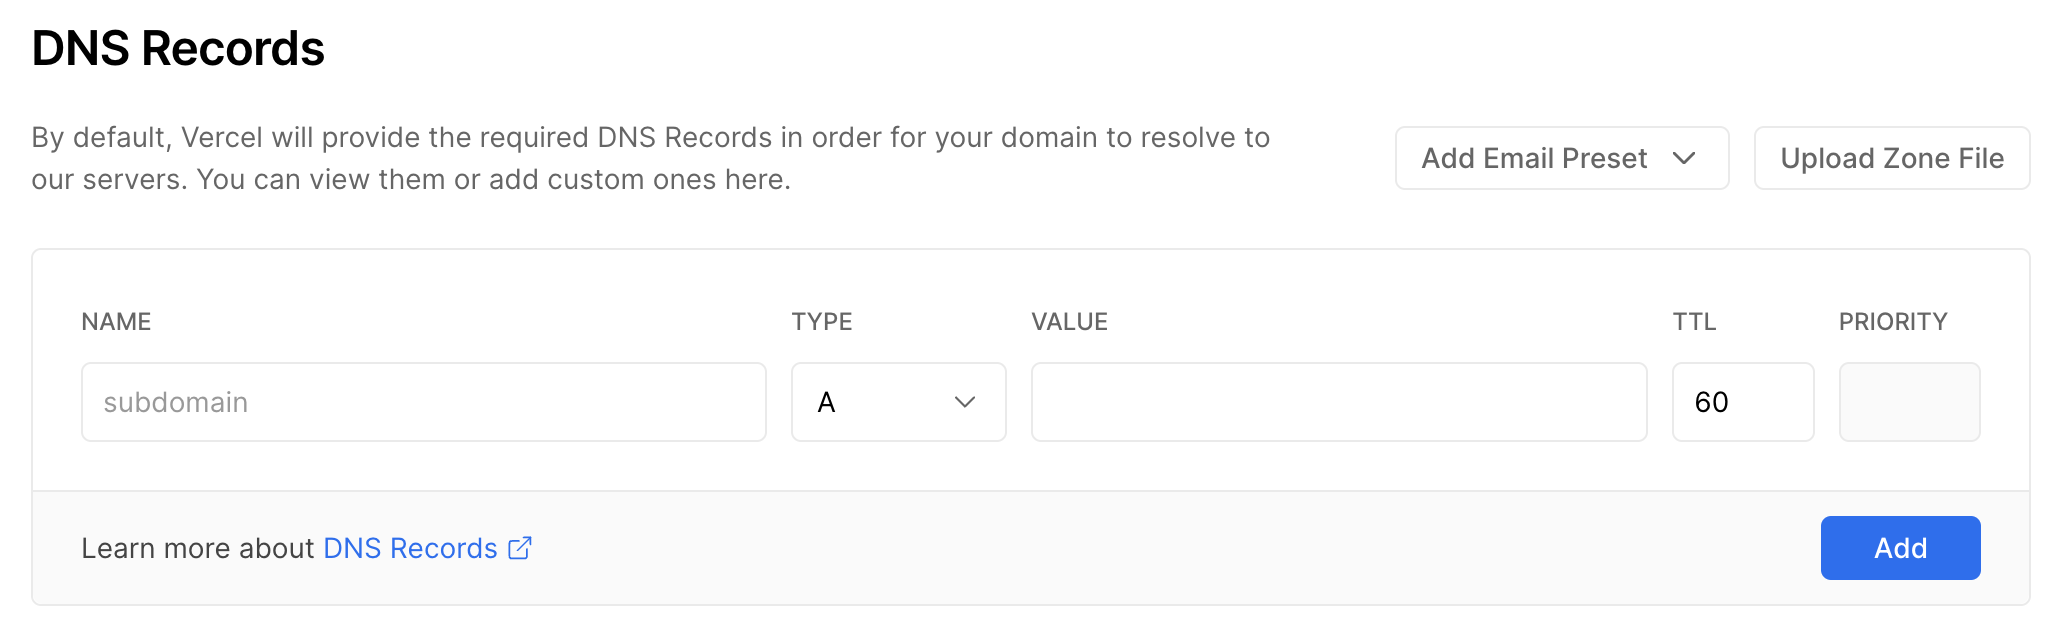 DNS Records
By default, Vercel will provide the required DNS Records in order for your domain to resolve to
our servers. You can view them or add custom ones here.
Add Email Preset
Upload Zone File
NAME
TYPE
VALUE
TTL
PRIORITY
subdomain
A
60
Learn more about DNS Records
Add